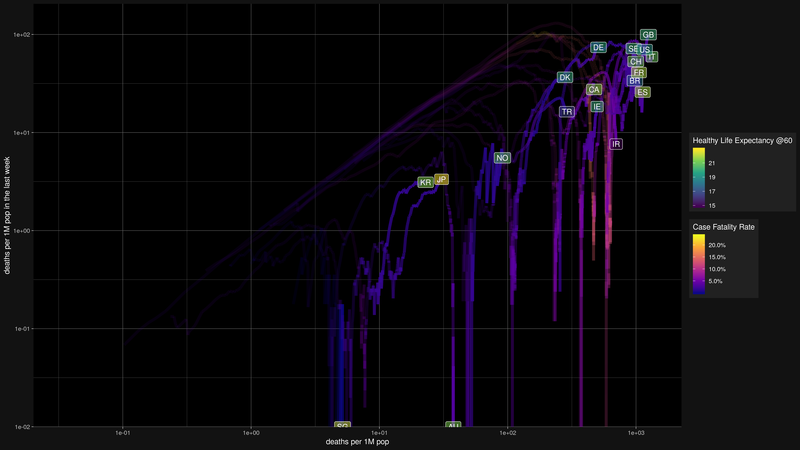 1e+02
1e+01
1e+00
1e-01
1e-02
deaths per 1M pop in the last week
GB
DE
SE
US
IT
CH
DK
FR
BR
CA
ES
IE
TR
IR
NO
KR
JP
SG
AU
1e-01
1e+00
1e+01
1e+02
1e+03
deaths per 1M pop
Healthy Life Expectancy @60
21
19
17
15
Case Fatality Rate
20.0%
15.0%
10.0%
5.0%